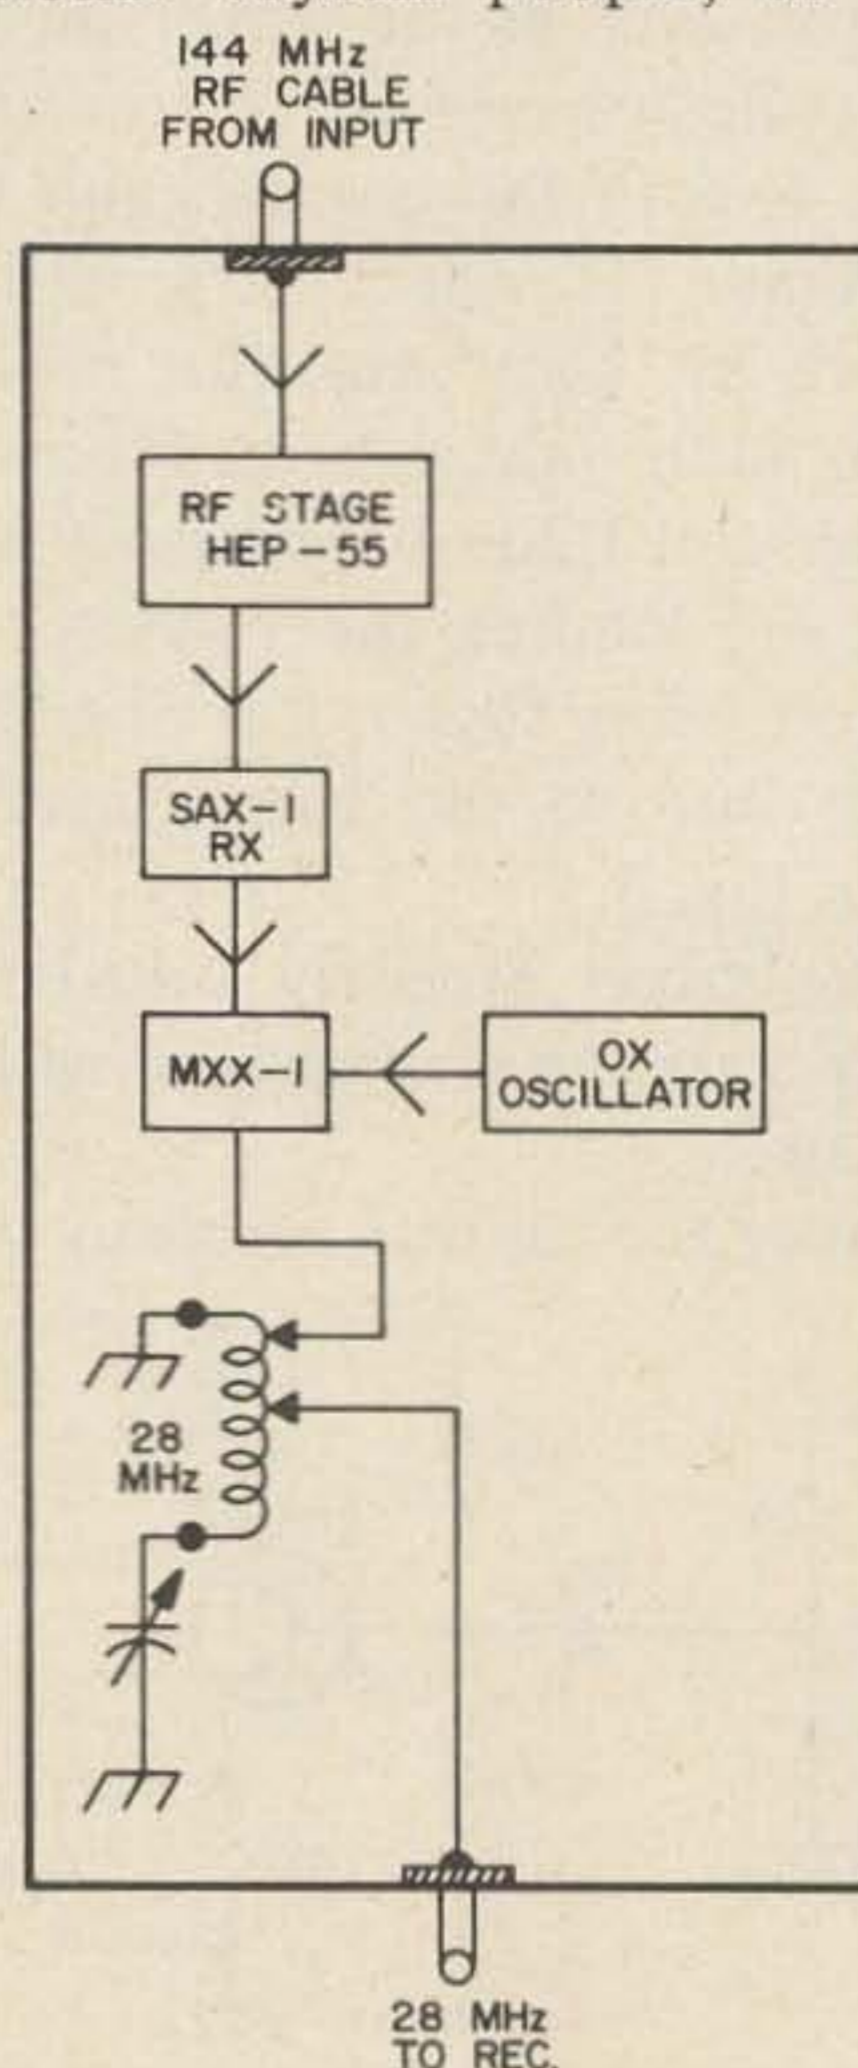 144 MHz
RF CABLE
FROM INPUT
RF STAGE
HEP-55
SAX-1
RX
MXX-1
OX
OSCILLATOR
28
MHz
28 MHz
TO REC.